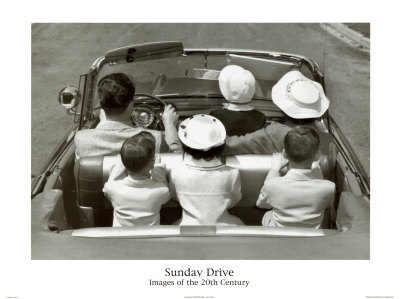 Sunday Drive
Images of the 20th Century